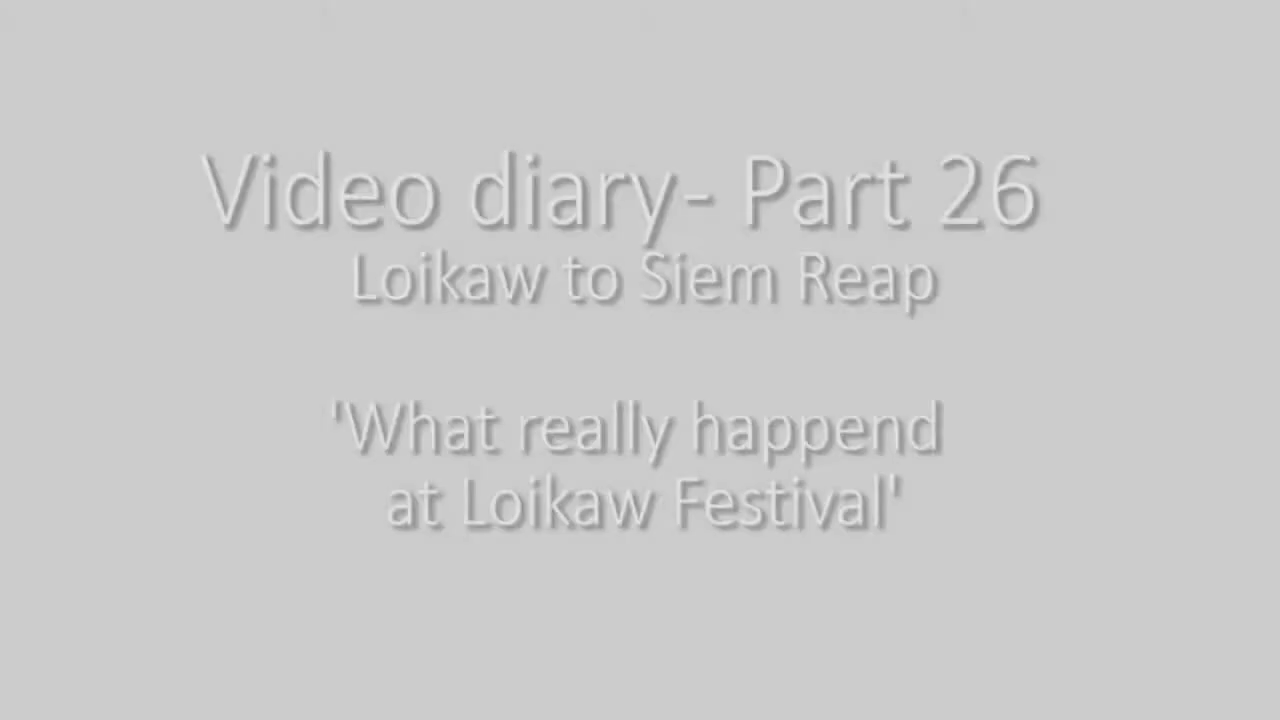 Video diary- Part 26
Loikaw to Siem Reap
'What really happend
at Loikaw Festival'